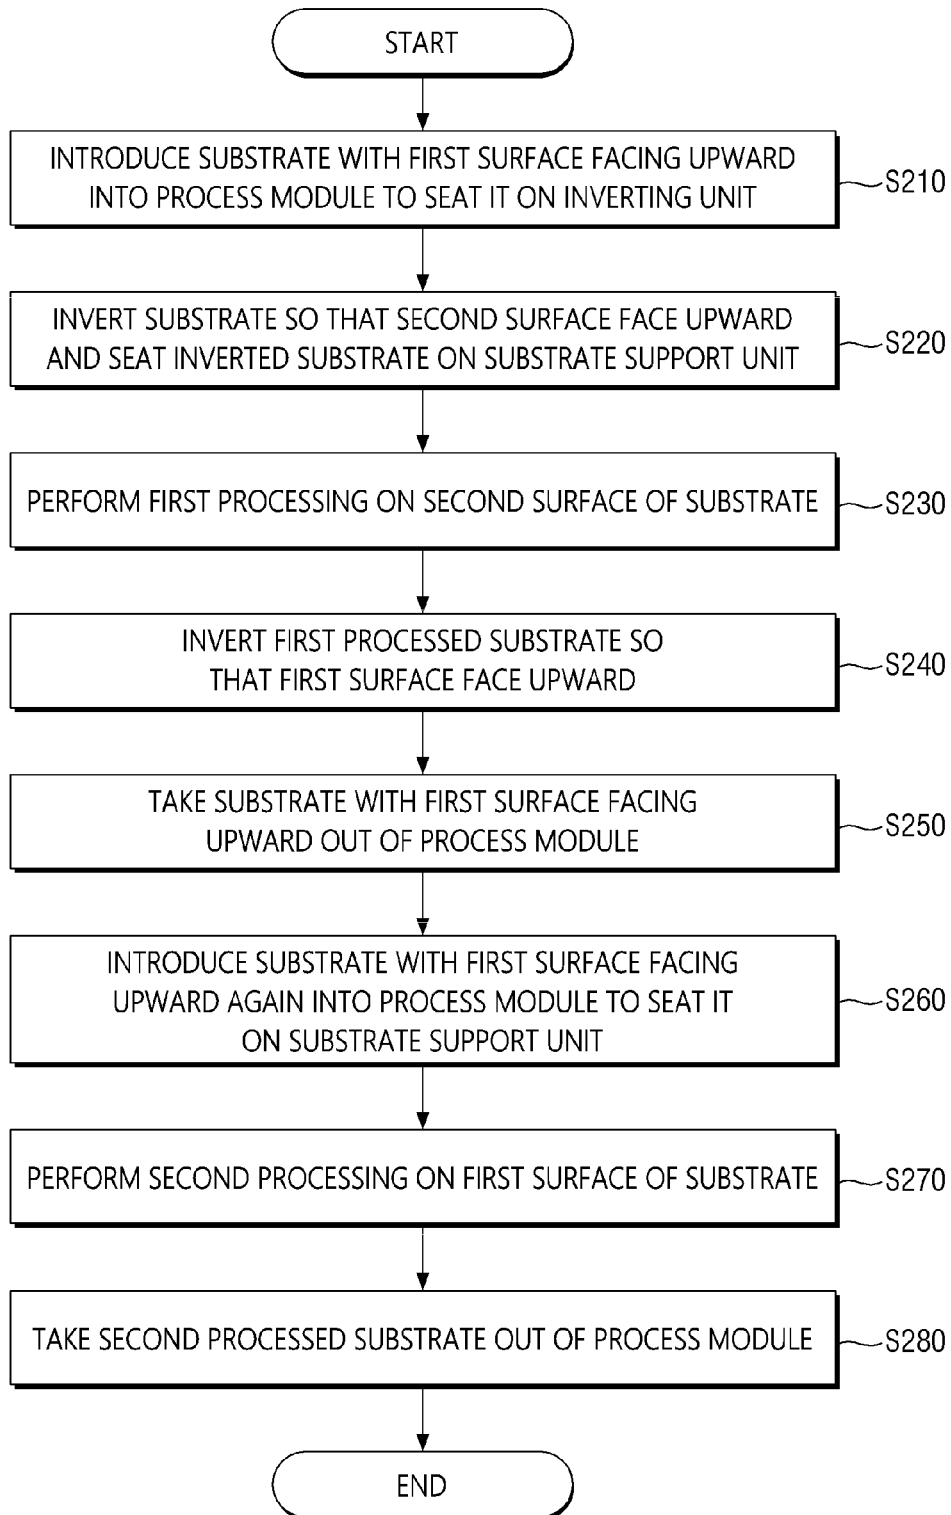 START
INTRODUCE SUBSTRATE WITH FIRST SURFACE FACING UPWARD
INTO PROCESS MODULE TO SEAT IT ON INVERTING UNIT
S210
INVERT SUBSTRATE SO THAT SECOND SURFACE FACE UPWARD
AND SEAT INVERTED SUBSTRATE ON SUBSTRATE SUPPORT UNIT
S220
PERFORM FIRST PROCESSING ON SECOND SURFACE OF SUBSTRATE
S230
INVERT FIRST PROCESSED SUBSTRATE SO
THAT FIRST SURFACE FACE UPWARD
S240
TAKE SUBSTRATE WITH FIRST SURFACE FACING
UPWARD OUT OF PROCESS MODULE
S250
INTRODUCE SUBSTRATE WITH FIRST SURFACE FACING
UPWARD AGAIN INTO PROCESS MODULE TO SEAT IT
ON SUBSTRATE SUPPORT UNIT
S260
PERFORM SECOND PROCESSING ON FIRST SURFACE OF SUBSTRATE
S270
TAKE SECOND PROCESSED SUBSTRATE OUT OF PROCESS MODULE
S280
END